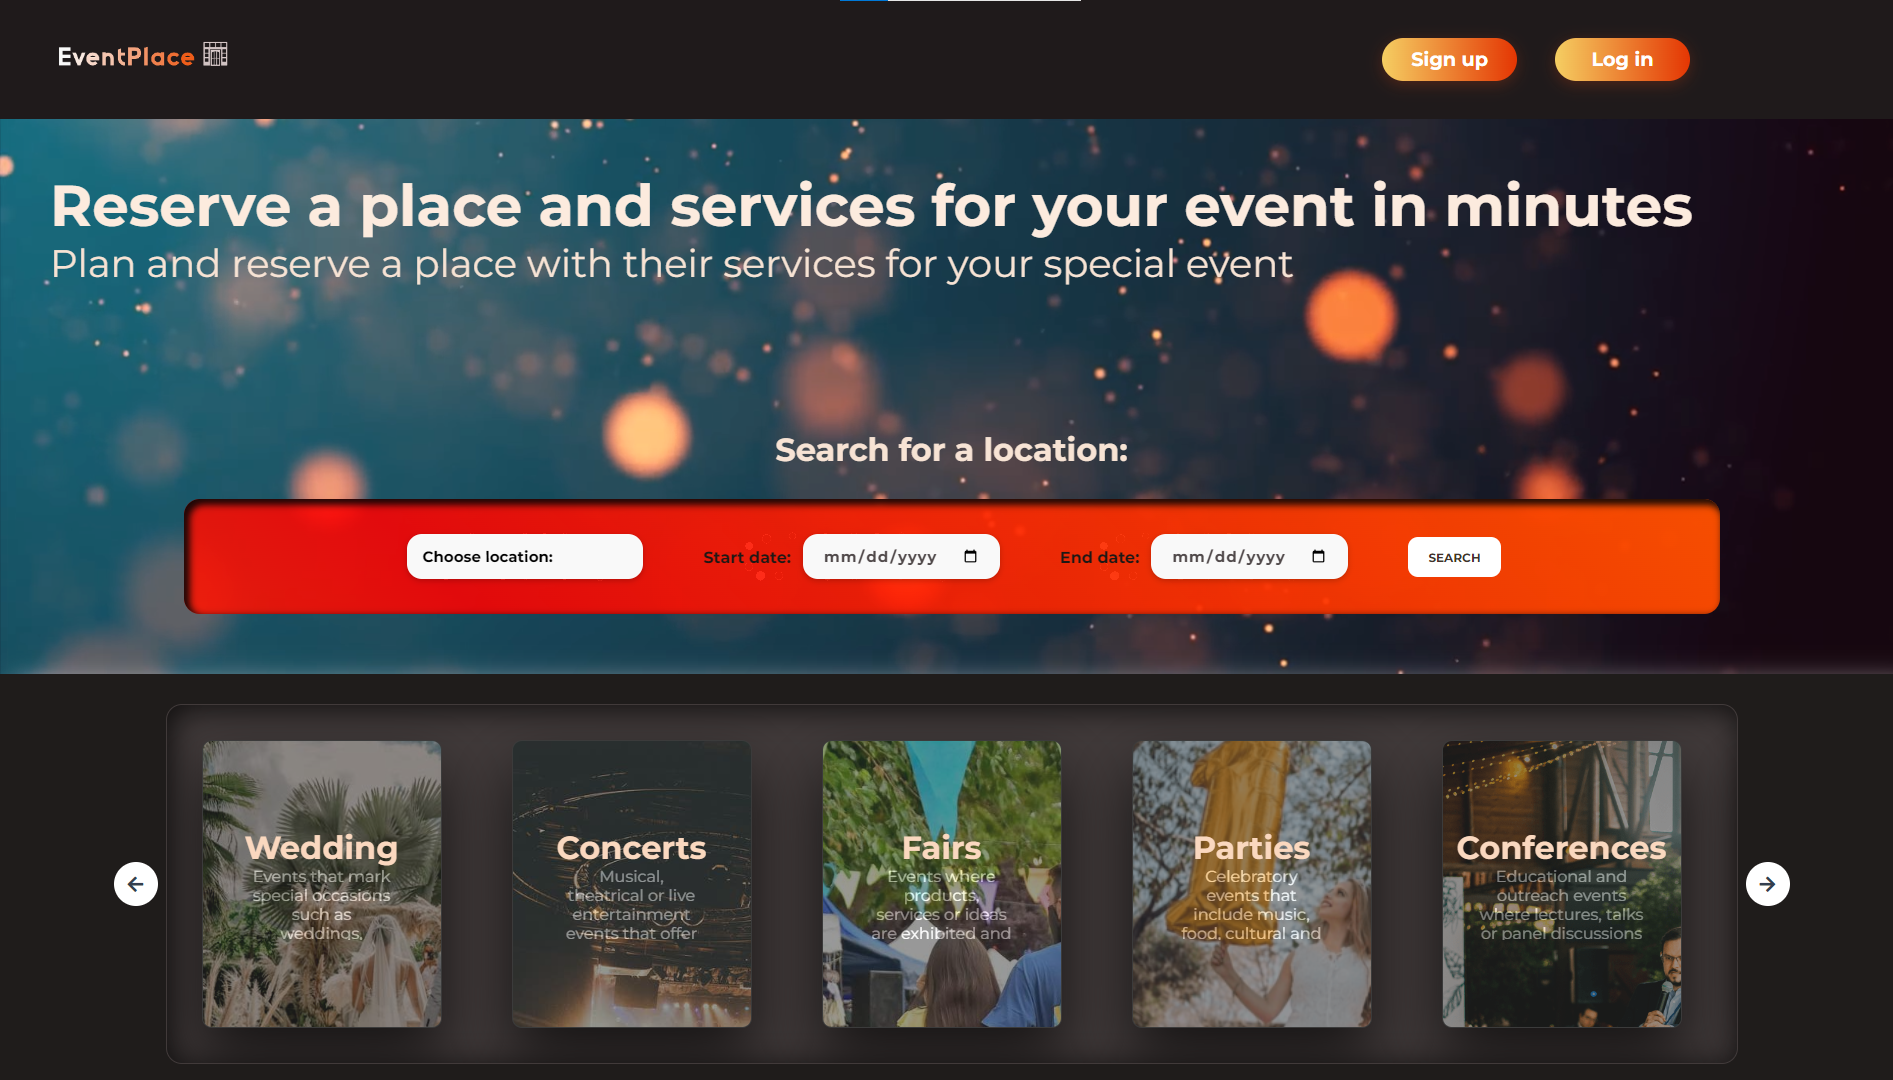 EventPlace
Sign up
Log in
Reserve a place and services for your event in minutes
Plan and reserve a place with their services for your special event
Search for a location:
Choose location:
Start date:
mm/dd/yyyy
End date:
mm/dd/yyyy
SEARCH
Wedding
Events that mark
special occasions
such as
weddings,
Concerts
Musical,
theatrical or live
entertainment
events that offer
Fairs
Events where
products,
services or ideas
are exhibited and
Parties
Celebratory
events that
include music,
food, cultural and
Conferences
Educational and
outreach events
where lectures, talks
or panel discussions